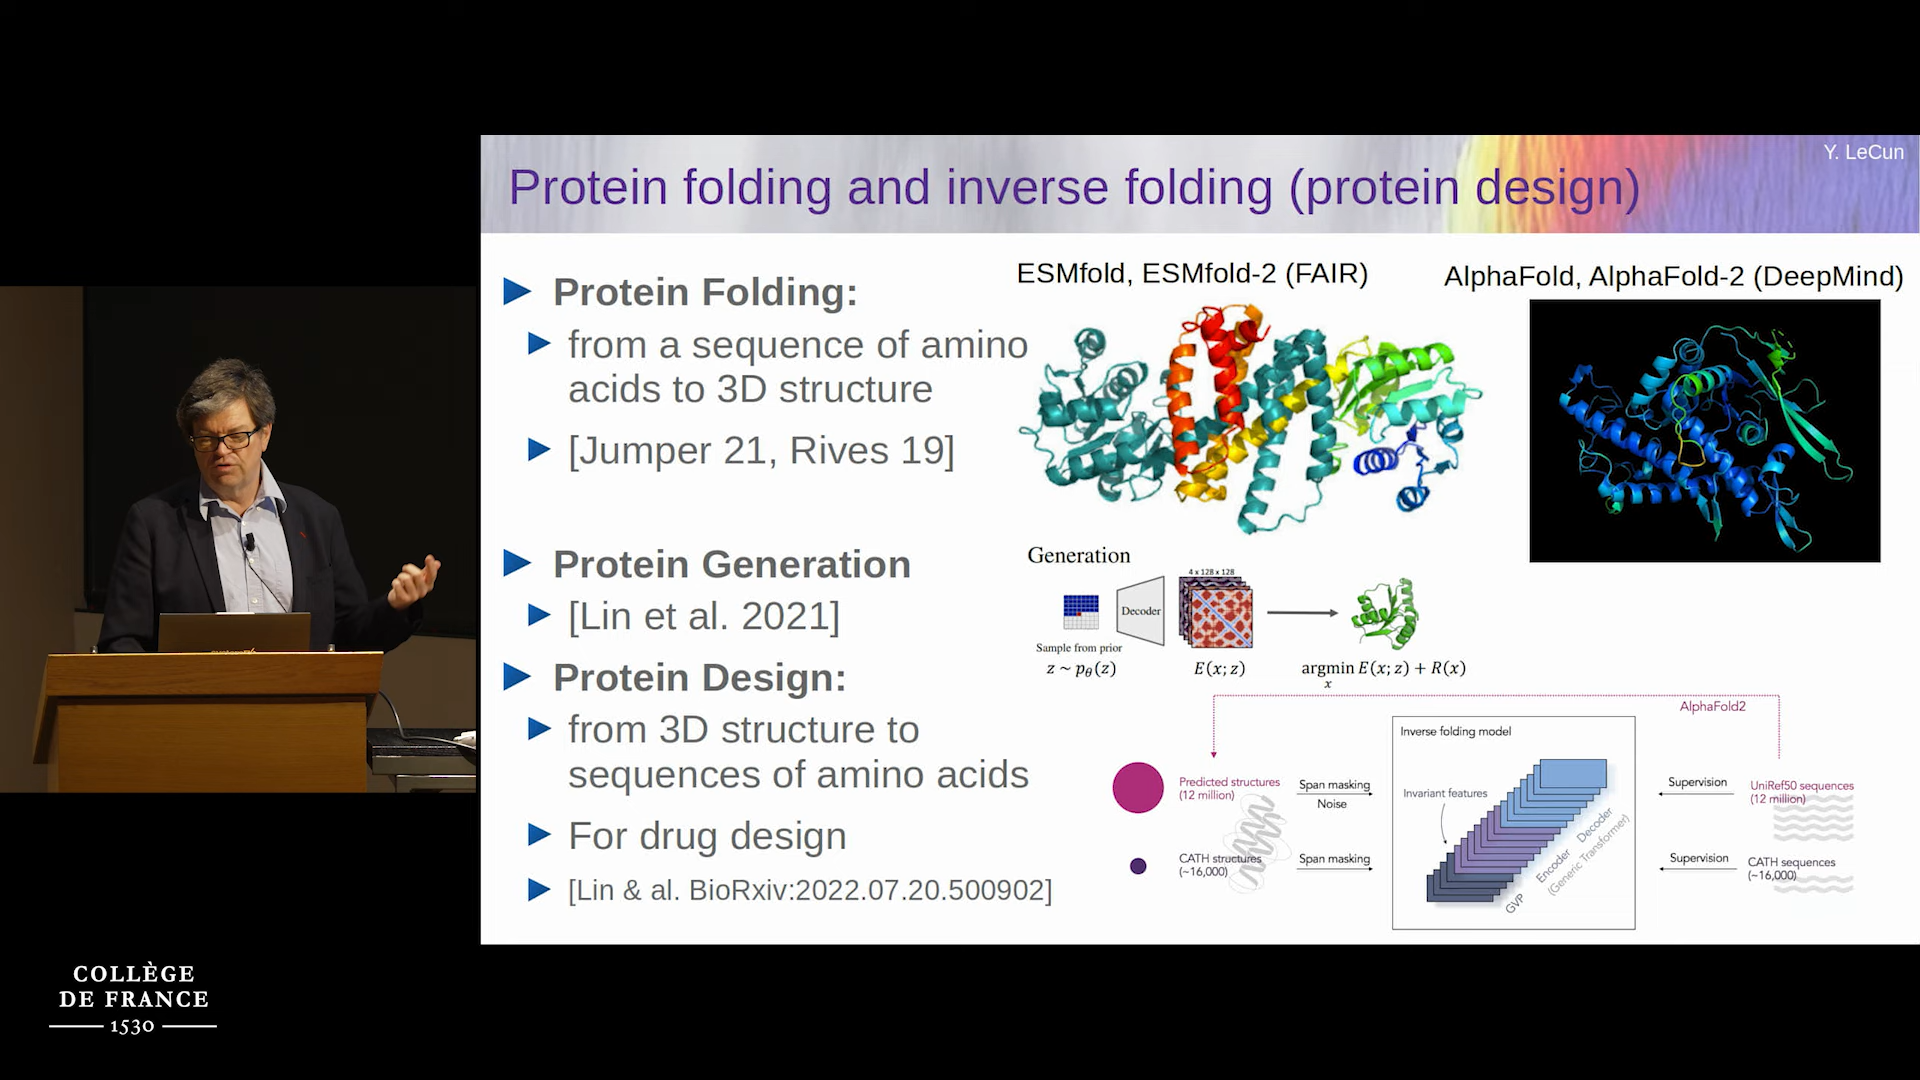 Y. LeCun
Protein folding and inverse folding (protein design)
Protein Folding:
from a sequence of amino
acids to 3D structure
[Jumper 21, Rives 19]
Protein Generation
[Lin et al. 2021]
Protein Design:
from 3D structure to
sequences of amino acids
For drug design
[Lin & al. BioRxiv:2022.07.20.500902]
ESMfold, ESMfold-2 (FAIR)
AlphaFold, AlphaFold-2 (DeepMind)
Generation
4 x 128 x 128
Decoder
Sample from prior
z ~ pθ(z)
E(x; z)
argmin E(x; z) + R(x)
x
AlphaFold2
Inverse folding model
Predicted structures
(12 million)
Span masking
Noise
Invariant features
Supervision
UniRef50 sequences
(12 million)
CATH structures
(~16,000)
Span masking
GVP
Encoder
Decoder
(Generic Transformer)
Supervision
CATH sequences
(~16,000)
COLLÈGE
DE FRANCE
1530